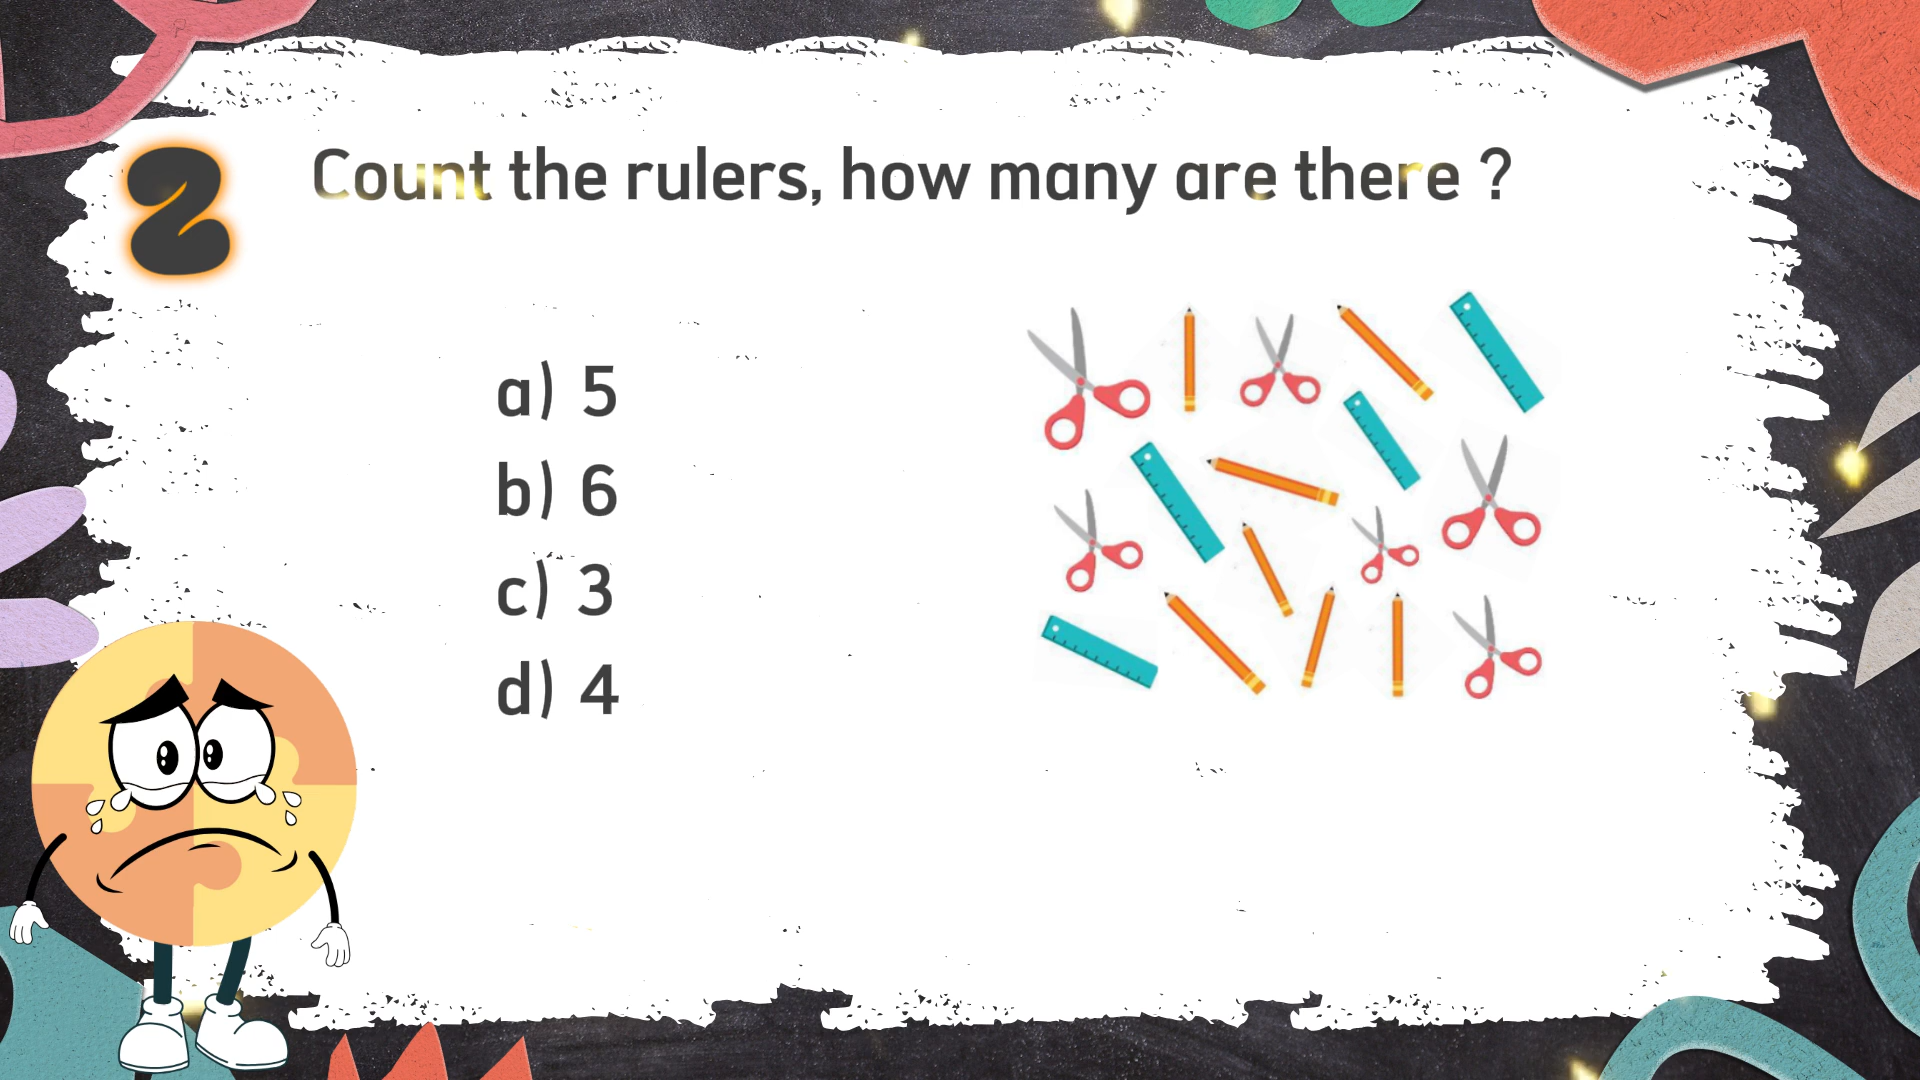 2
Count the rulers, how many are there ?
a) 5
b) 6
c) 3
d) 4